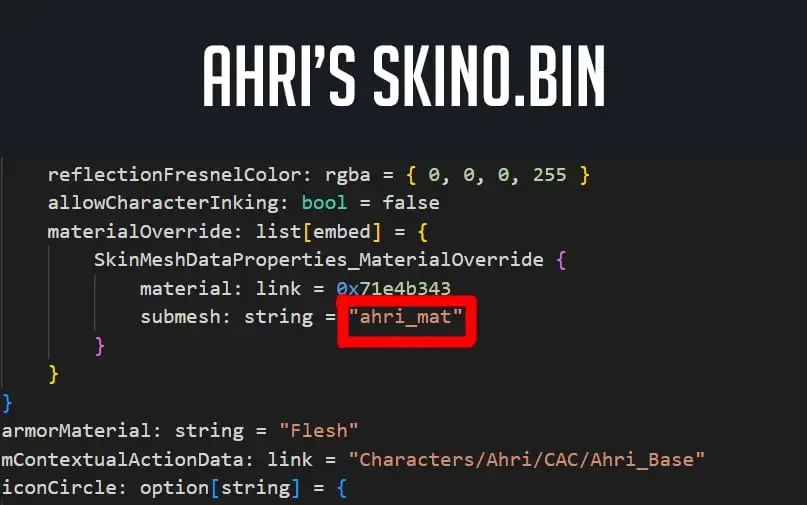 AHRI'S SKIN0.BIN
reflectionFresnelColor: rgba = { 0, 0, 0, 255 }
allowCharacterInking: bool = false
materialOverride: list[embed] = {
SkinMeshDataProperties_MaterialOverride {
material: link = 0x71e4b343
submesh: string = "ahri_mat"
}
}
}
armorMaterial: string = "Flesh"
mContextualActionData: link = "Characters/Ahri/CAC/Ahri_Base"
iconCircle: option[string] = {